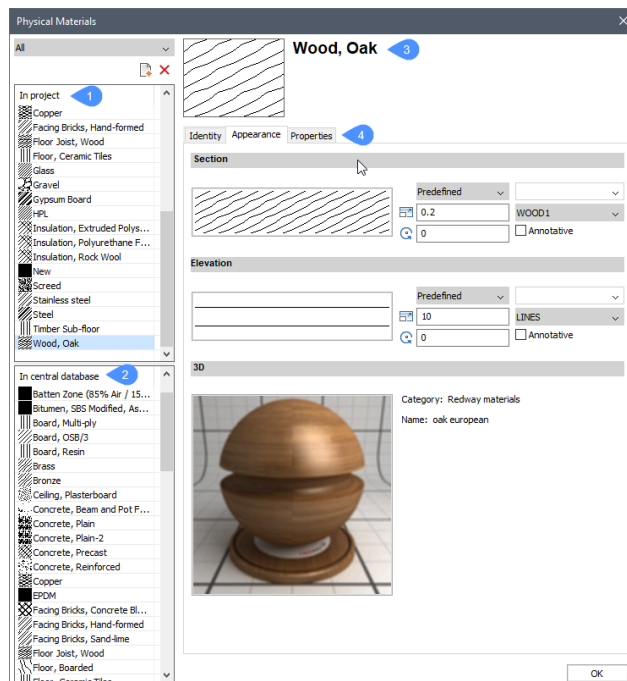 Physical Materials
All
In project 1
Copper
Facing Bricks, Hand-formed
Floor Joist, Wood
Floor, Ceramic Tiles
Glass
Gravel
Gypsum Board
HPL
Insulation, Extruded Polys...
Insulation, Polyurethane F...
Insulation, Rock Wool
New
Screed
Stainless steel
Steel
Timber Sub-floor
Wood, Oak
In central database 2
Batten Zone (85% Air / 15...
Bitumen, SBS Modified, As...
Board, Multi-ply
Board, OSB/3
Board, Resin
Brass
Bronze
Ceiling, Plasterboard
Concrete, Beam and Pot F...
Concrete, Plain
Concrete, Plain-2
Concrete, Precast
Concrete, Reinforced
Copper
EPDM
Facing Bricks, Concrete Bl...
Facing Bricks, Hand-formed
Facing Bricks, Sand-lime
Floor Joist, Wood
Floor, Boarded
Floor, Ceramic Tiles
Wood, Oak 3
Identity Appearance Properties 4
Section
Predefined
0.2 WOOD1
0 Annotative
Elevation
Predefined
10 LINES
0 Annotative
3D
Category: Redway materials
Name: oak european
OK